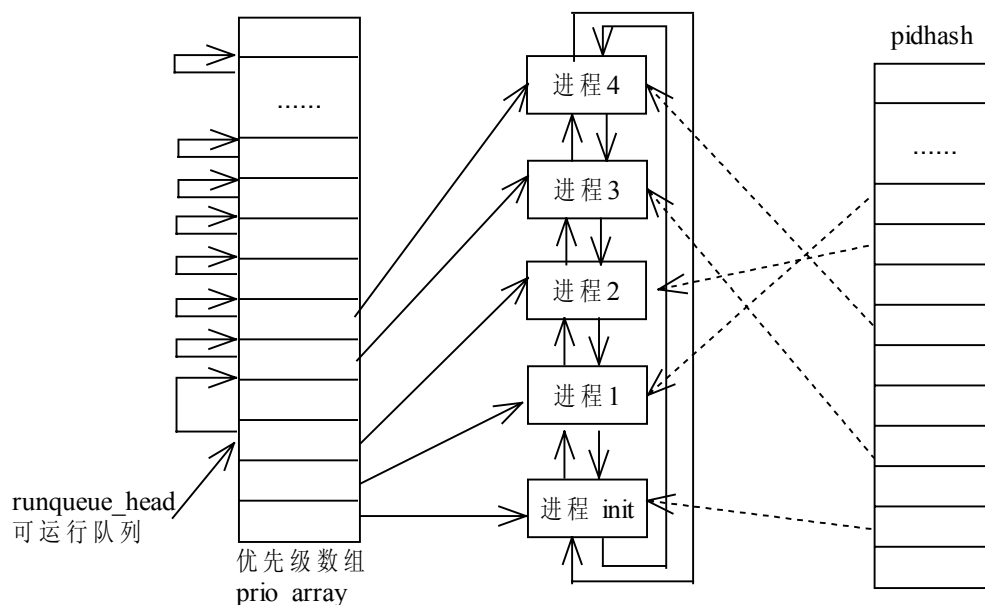 pidhash
……
……
进程4
进程3
进程2
进程1
进程 init
runqueue_head
可运行队列
优先级数组
prio array